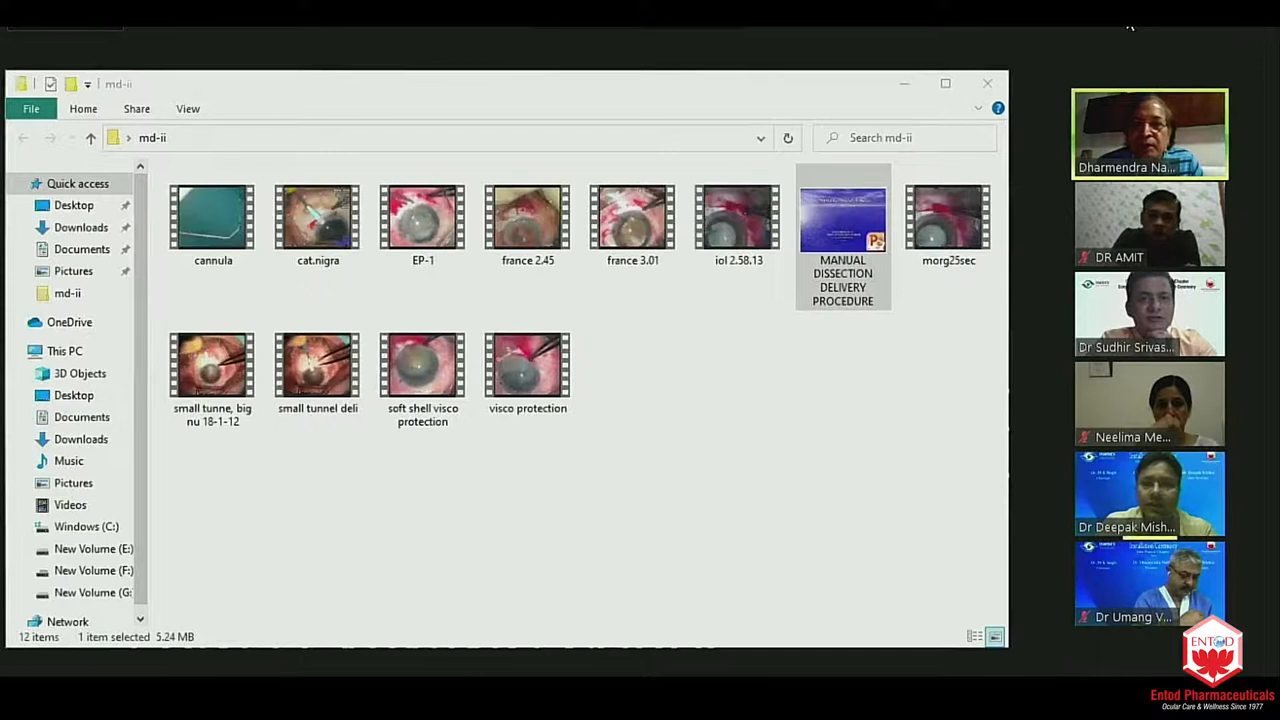 md-ii
File
Home
Share
View
md-ii
Search md-ii
Quick access
Desktop
Downloads
Documents
Pictures
md-ii
OneDrive
This PC
3D Objects
Desktop
Documents
Downloads
Music
Pictures
Videos
Windows (C:)
New Volume (E:)
New Volume (F:)
New Volume (G:
Network
cannula
cat.nigra
EP-1
france 2.45
france 3.01
iol 2.58.13
MANUAL
DISSECTION
DELIVERY
PROCEDURE
morg25sec
small tunne, big
nu 18-1-12
small tunnel deli
soft shell visco
protection
visco protection
12 items
1 item selected
5.24 MB
Dharmendra Na...
DR AMIT
Dr Sudhir Srivas...
Neelima Me...
Dr Deepak Mish...
Dr Umang V...
ENTOD
Entod Pharmaceuticals
Ocular Care & Wellness Since 1977